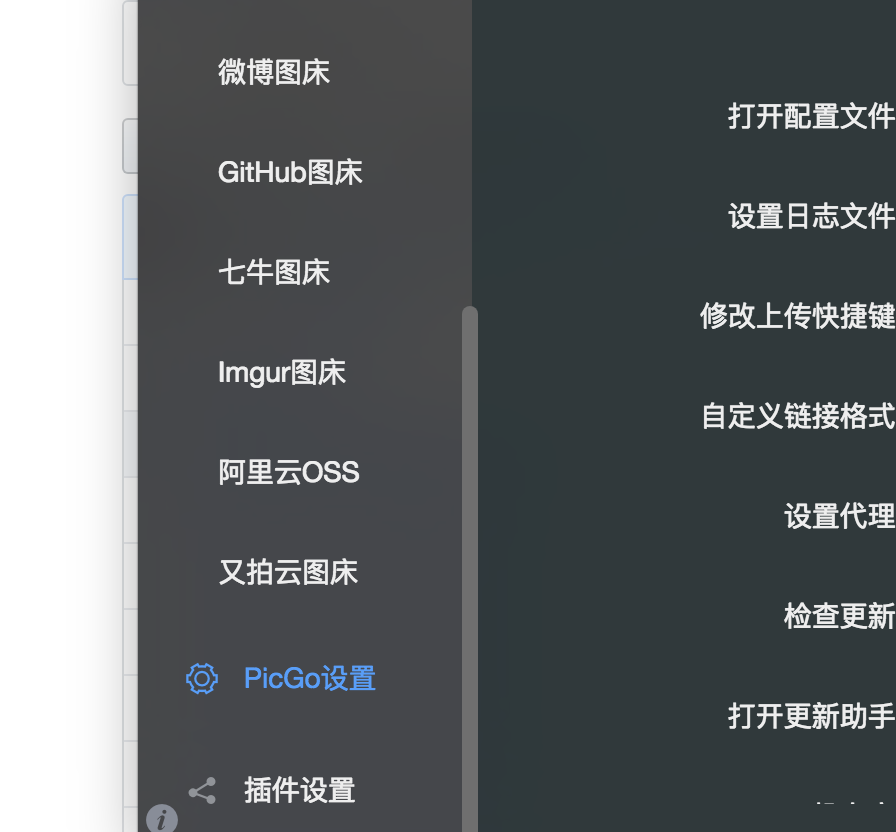 微博图床
GitHub图床
七牛图床
Imgur图床
阿里云OSS
又拍云图床
PicGo设置
插件设置
打开配置文件
设置日志文件
修改上传快捷键
自定义链接格式
设置代理
检查更新
打开更新助手